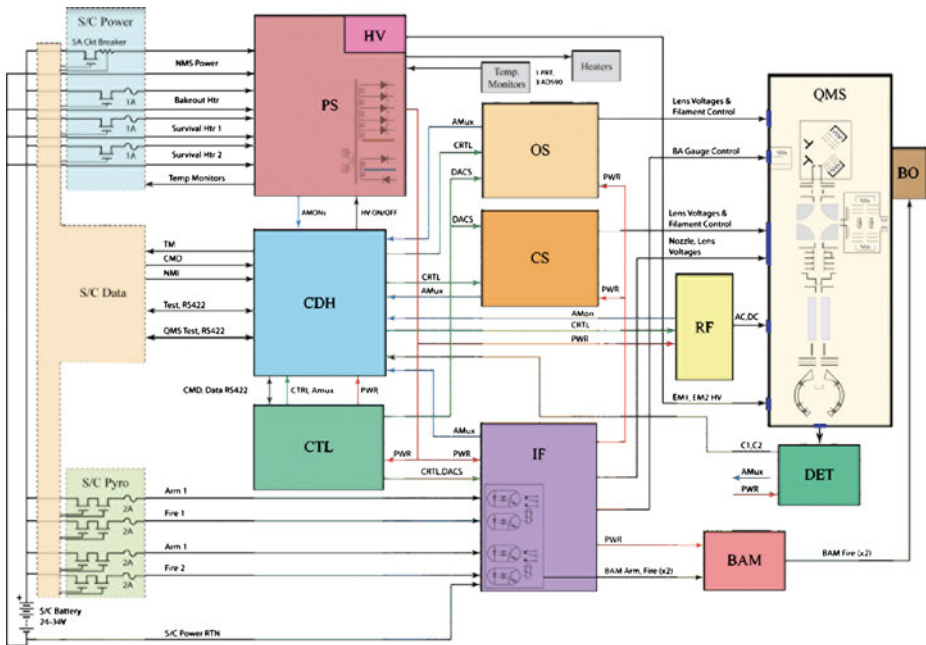 S/C Power
5A Ckt Breaker
NMS Power
Bakeout Htr
1A
Survival Htr 1
1A
Survival Htr 2
1A
Temp Monitors
HV
PS
Temp.
Monitors
1 PRT,
3 AD590
Heaters
QMS
BO
AMux
CRTL
DACS
OS
PWR
Lens Voltages &
Filament Control
BA Gauge Control
AMONs
HV ON/OFF
S/C Data
TM
CMD
NMI
Test, RS422
QMS Test, RS422
CDH
DACS
CRTL
AMux
CS
PWR
Lens Voltages &
Filament Control
Nozzle, Lens
Voltages
AMon
CRTL
PWR
RF
AC,DC
CMD, Data RS422
CTRL Amux
PWR
EM1, EM2 HV
CTL
PWR
CRTL,DACS
AMux
PWR
IF
C1,C2
AMux
PWR
DET
S/C Pyro
Arm 1
2A
Fire 1
2A
Arm 1
2A
Fire 2
2A
PWR
BAM Arm, Fire (x2)
BAM
BAM Fire (x2)
+
S/C Battery
24-34V
-
S/C Power RTN